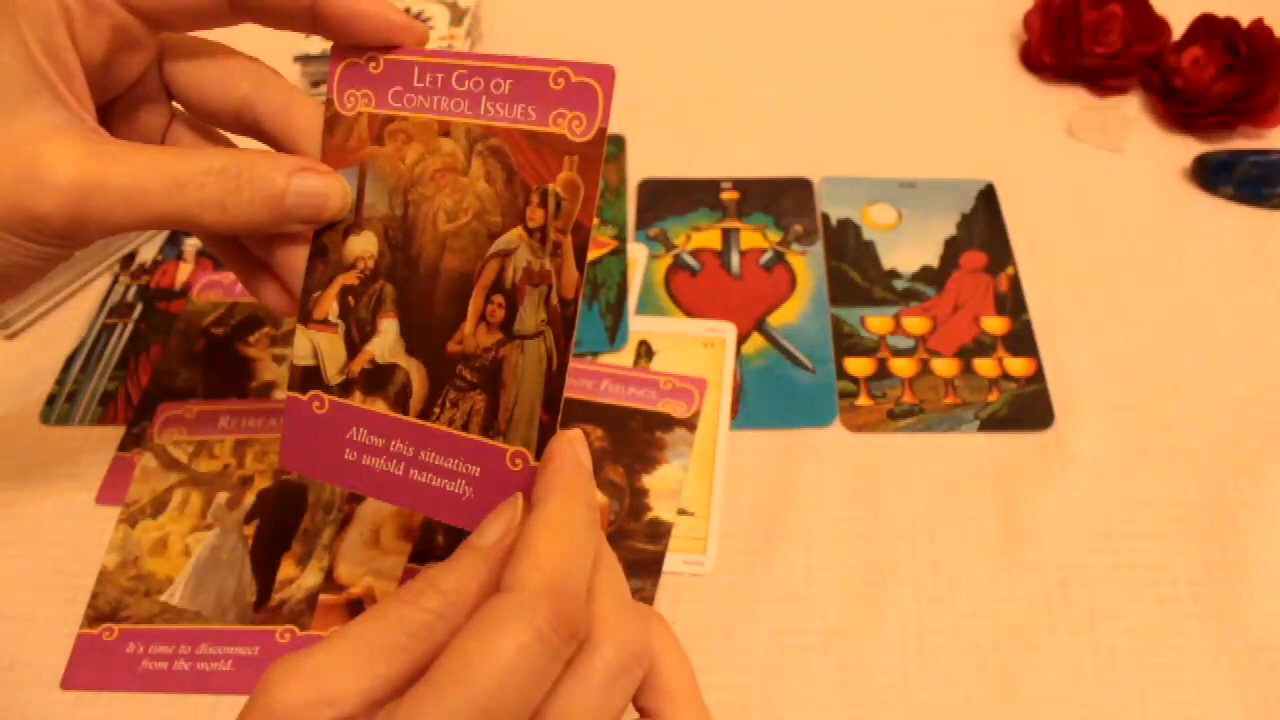 LET GO OF
CONTROL ISSUES
Allow this situation
to unfold naturally.
RETREAT
FEELINGS
It's time to disconnect
from the world.